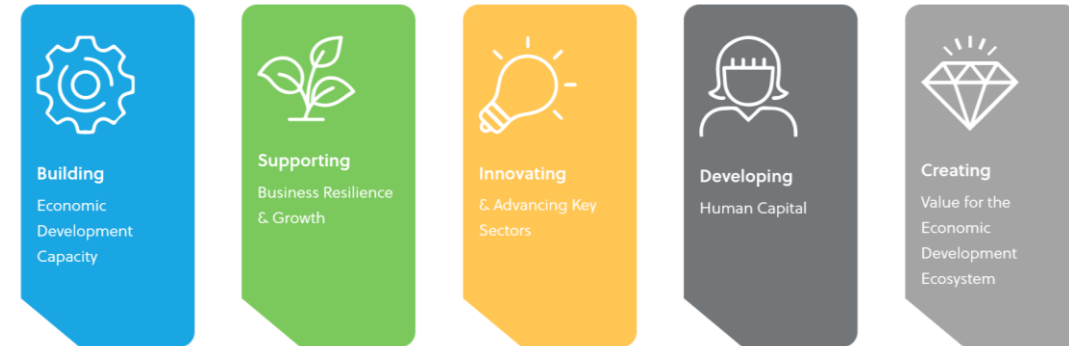 Building
Economic
Development
Capacity
Supporting
Business Resilience
& Growth
Innovating
& Advancing Key
Sectors
Developing
Human Capital
Creating
Value for the
Economic
Development
Ecosystem